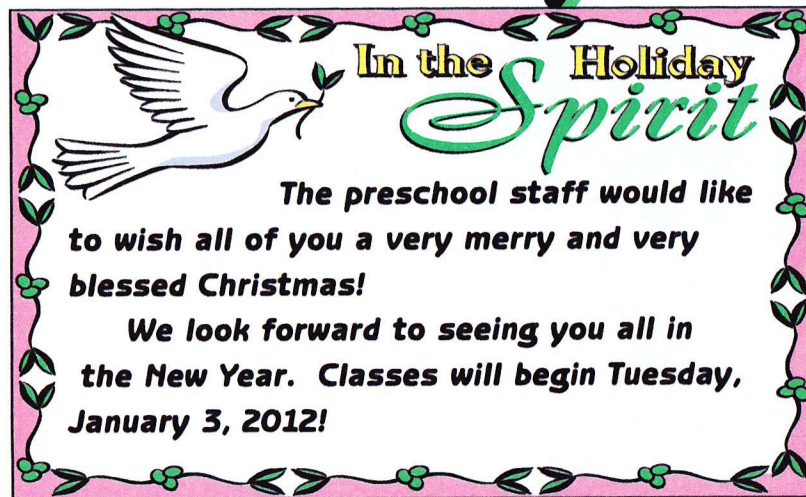 In the Holiday
Spirit
The preschool staff would like
to wish all of you a very merry and very
blessed Christmas!
We look forward to seeing you all in
the New Year.  Classes will begin Tuesday,
January 3, 2012!